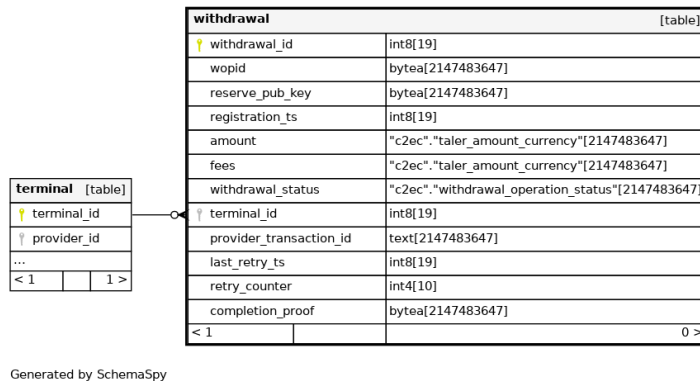 withdrawal [table]
withdrawal_id int8[19]
wopid bytea[2147483647]
reserve_pub_key bytea[2147483647]
registration_ts int8[19]
amount "c2ec"."taler_amount_currency"[2147483647]
fees "c2ec"."taler_amount_currency"[2147483647]
withdrawal_status "c2ec"."withdrawal_operation_status"[2147483647]
terminal_id int8[19]
provider_transaction_id text[2147483647]
last_retry_ts int8[19]
retry_counter int4[10]
completion_proof bytea[2147483647]
< 1 0 >
terminal [table]
terminal_id
provider_id
...
< 1 1 >
Generated by SchemaSpy